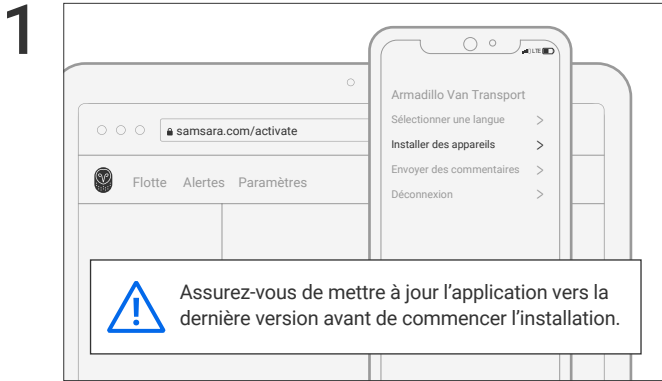 1
LTE
Armadillo Van Transport
Sélectionner une langue
samsara.com/activate
Installer des appareils
Flotte Alertes Paramètres
Envoyer des commentaires
Déconnexion
Assurez-vous de mettre à jour l’application vers la
dernière version avant de commencer l’installation.